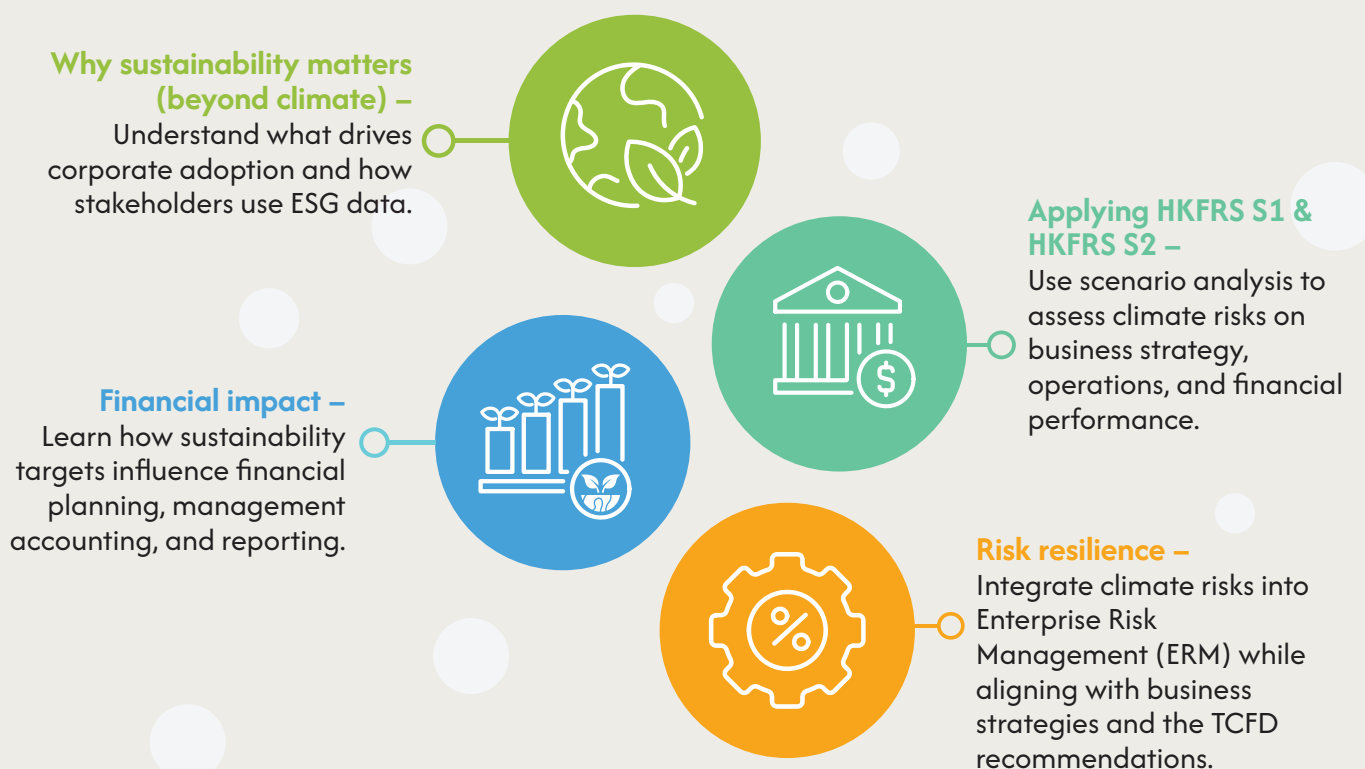 Why sustainability matters
(beyond climate) –
Understand what drives
corporate adoption and how
stakeholders use ESG data.
Applying HKFRS S1 &
HKFRS S2 –
Use scenario analysis to
assess climate risks on
business strategy,
operations, and financial
performance.
$
Financial impact –
Learn how sustainability
targets influence financial
planning, management
accounting, and reporting.
Risk resilience –
Integrate climate risks into
Enterprise Risk
Management (ERM) while
aligning with business
strategies and the TCFD
recommendations.
%